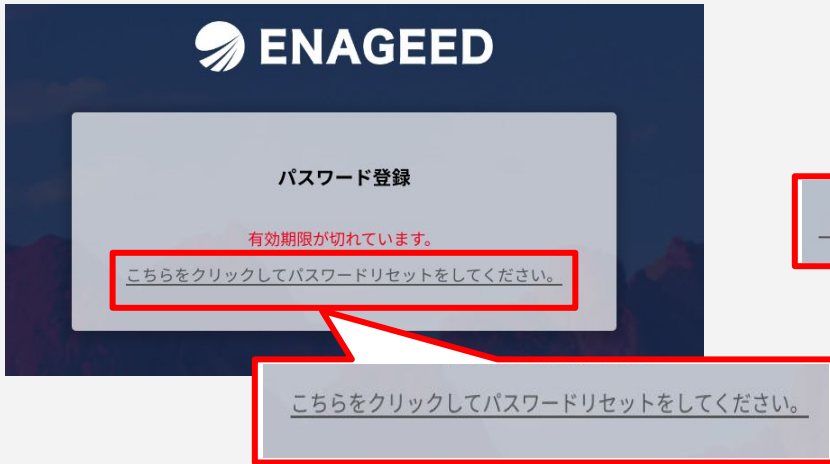 ENAGEED
パスワード登録
有効期限が切れています。
こちらをクリックしてパスワードリセットをしてください。
こちらをクリックしてパスワードリセットをしてください。